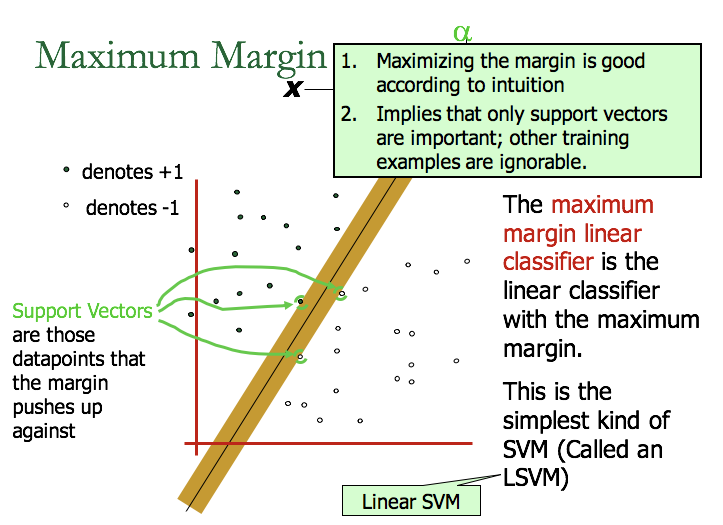 α
Maximum Margin
x
1. Maximizing the margin is good
according to intuition
2. Implies that only support vectors
are important; other training
examples are ignorable.
denotes +1
denotes -1
The maximum
margin linear
classifier is the
linear classifier
with the maximum
margin.
This is the
simplest kind of
SVM (Called an
LSVM)
Support Vectors
are those
datapoints that
the margin
pushes up
against
Linear SVM